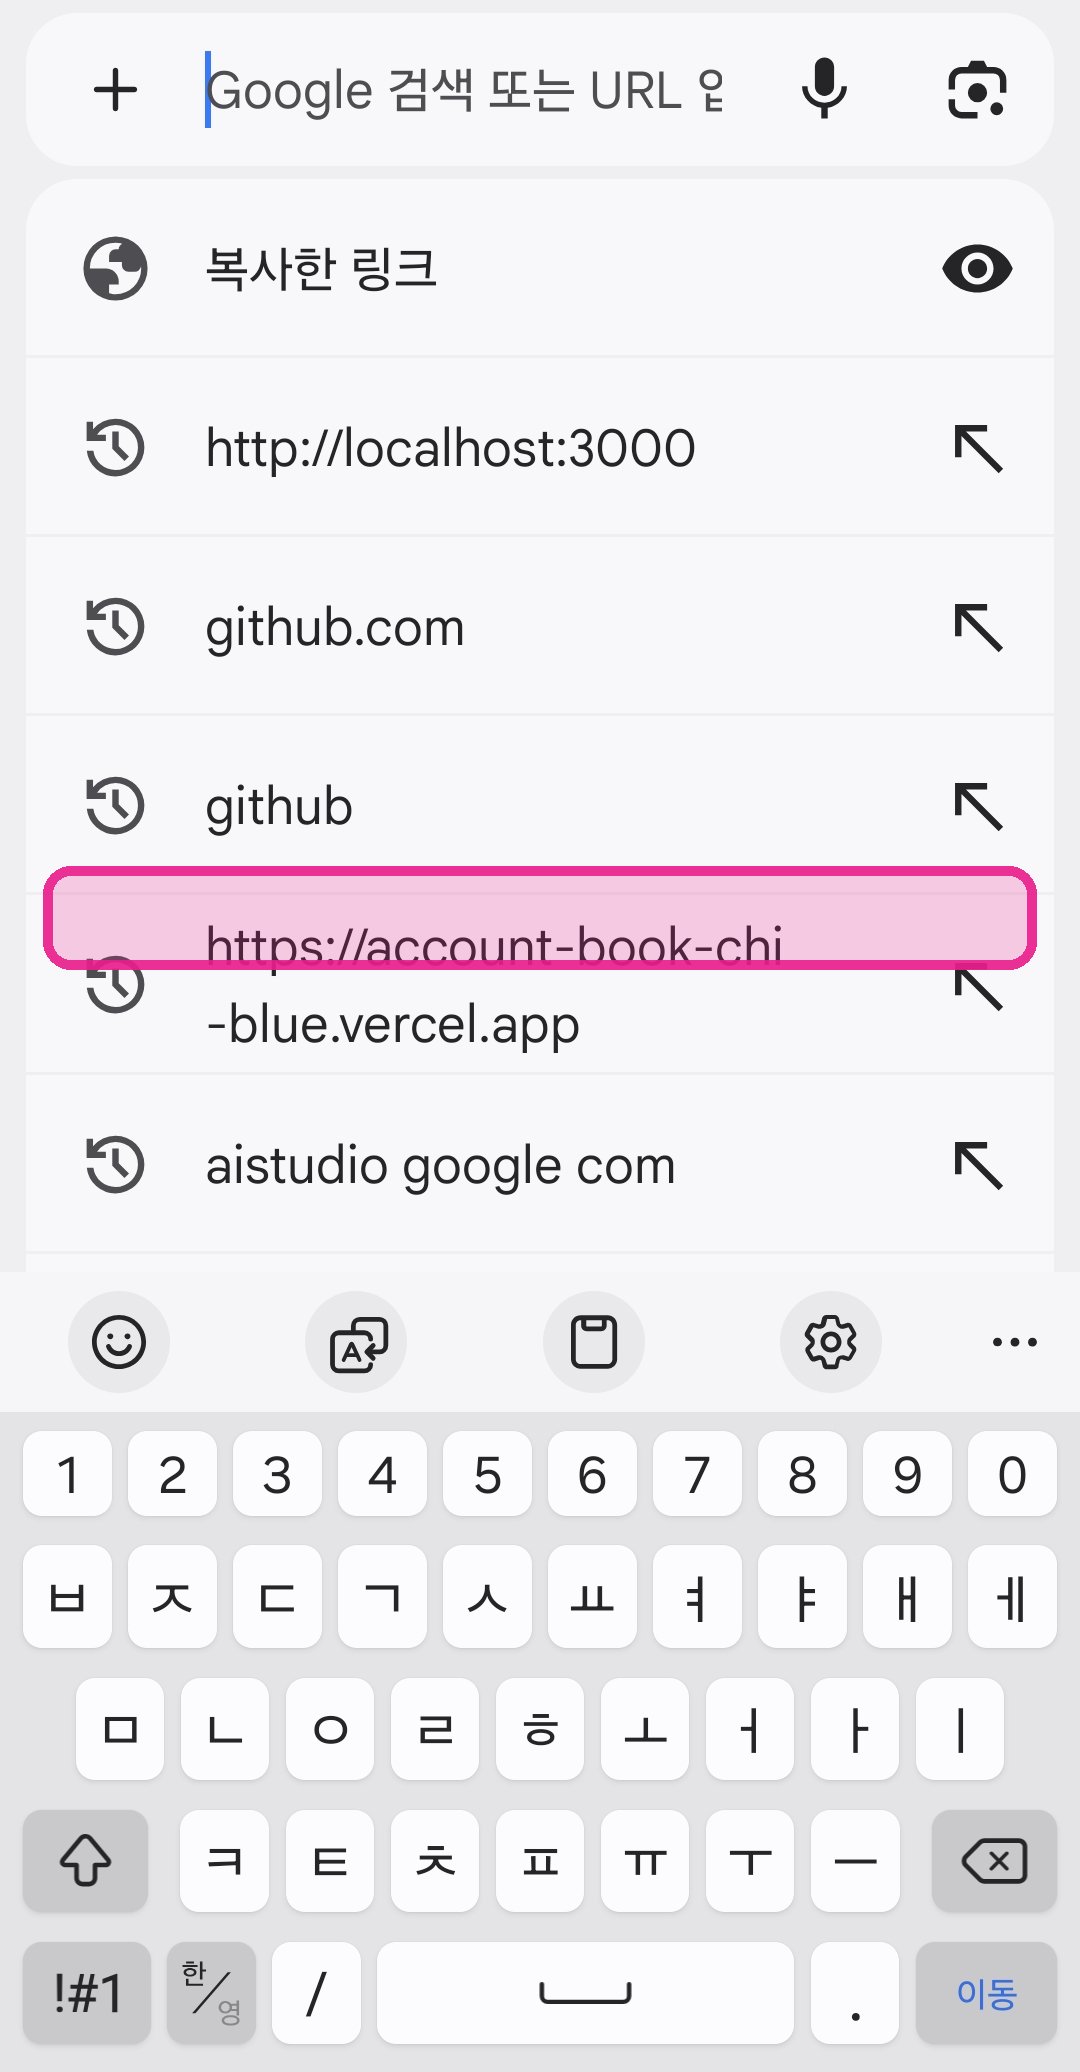 Google 검색 또는 URL
복사한 링크
http://localhost:3000
github.com
github
https://account-book-chi
-blue.vercel.app
aistudio google com
1 2 3 4 5 6 7 8 9 0
ㅂ ㅈ ㄷ ㄱ ㅅ ㅛ ㅕ ㅑ ㅐ ㅔ
ㅁ ㄴ ㅇ ㄹ ㅎ ㅗ ㅓ ㅏ ㅣ
ㅋ ㅌ ㅊ ㅍ ㅠ ㅜ ㅡ
!#1 한/영 / . 이동